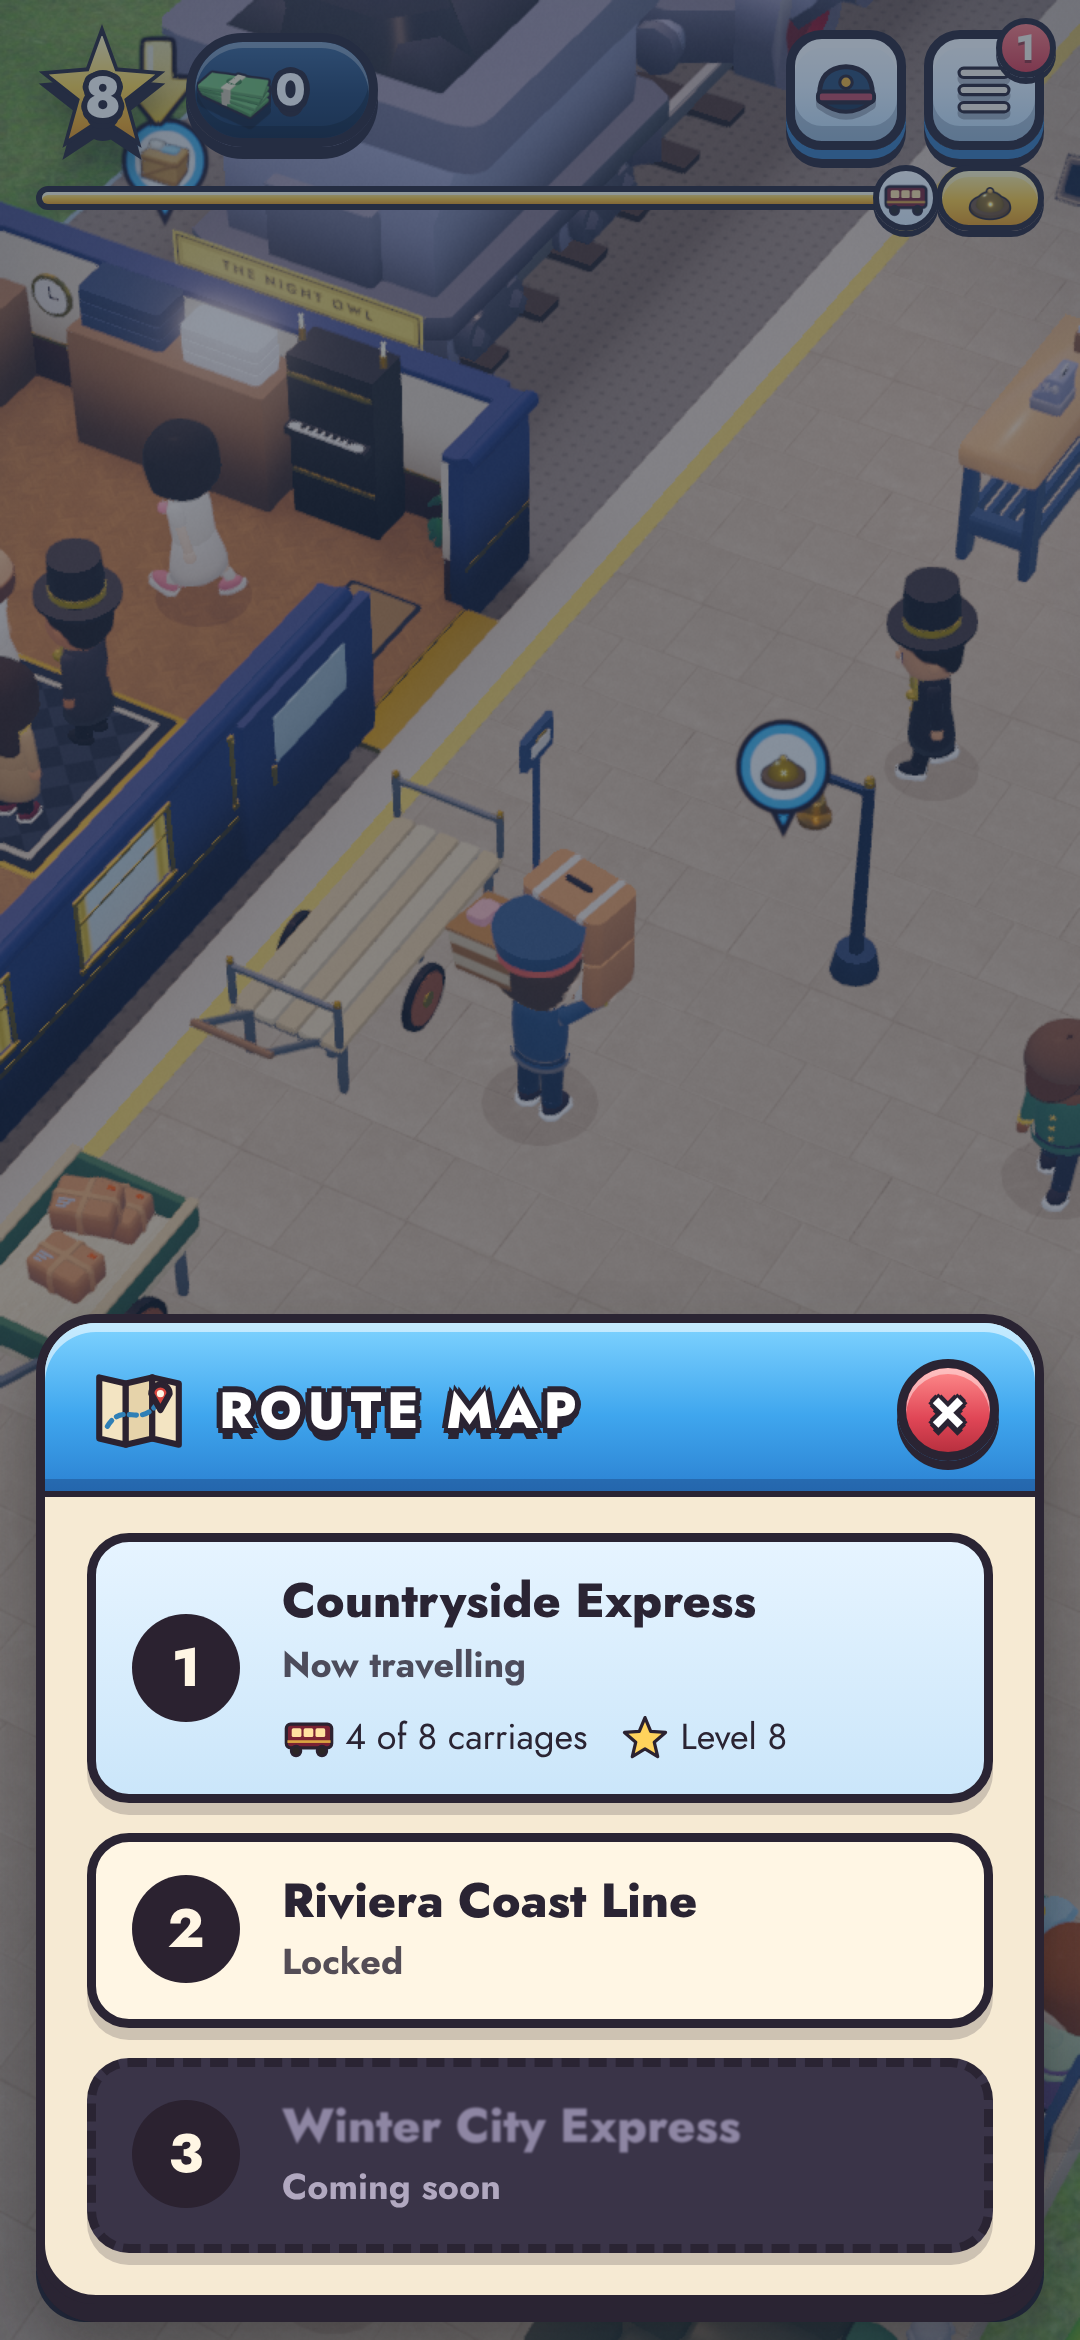 8
0
1
THE NIGHT OWL
ROUTE MAP
1
Countryside Express
Now travelling
4 of 8 carriages
Level 8
2
Riviera Coast Line
Locked
3
Winter City Express
Coming soon